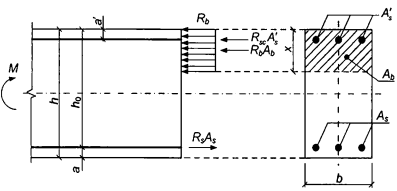 a'
R_b
R_sc A'_s
R_b A_b
x
A'_s
M
h
h_0
A_b
A_s
R_s A_s
a
b